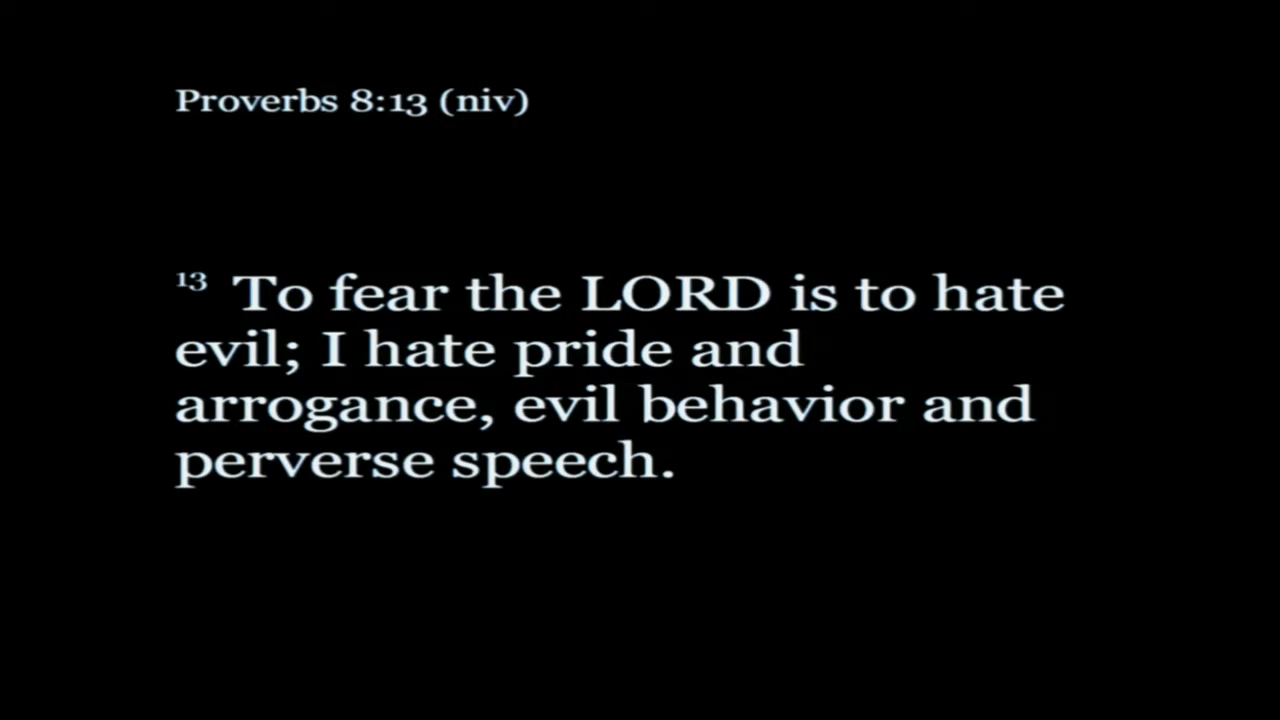 Proverbs 8:13 (niv)
13 To fear the LORD is to hate
evil; I hate pride and
arrogance, evil behavior and
perverse speech.